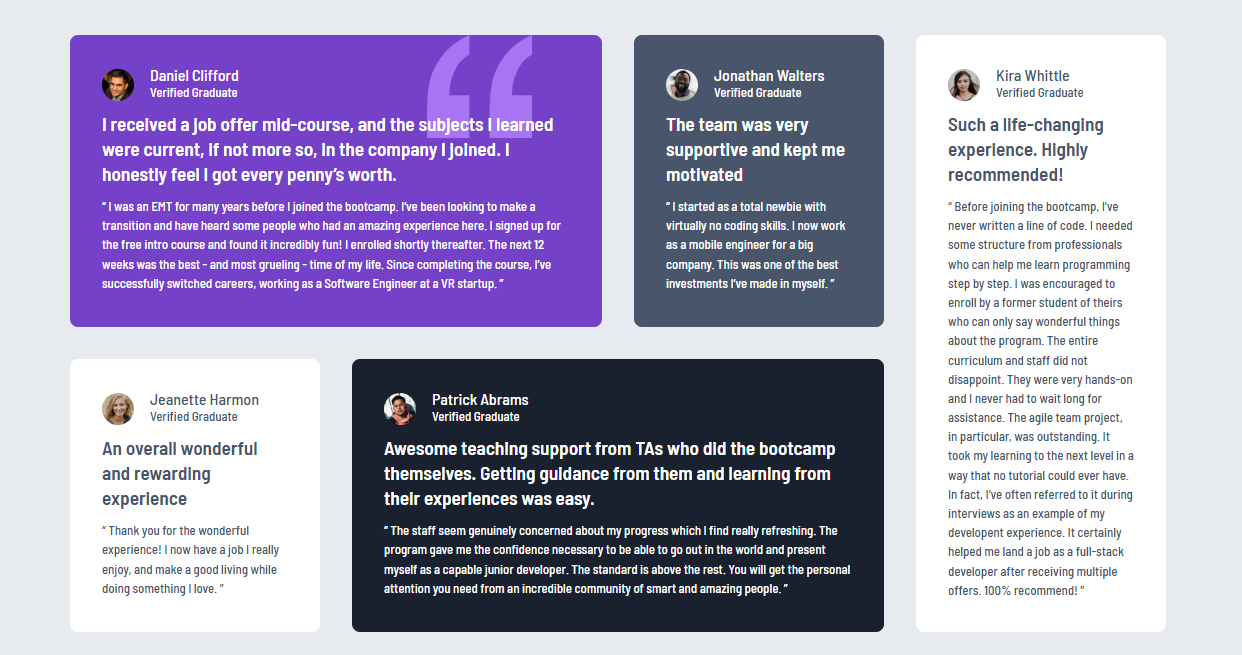 Daniel Clifford
Verified Graduate
I received a job offer mid-course, and the subjects I learned
were current, if not more so, in the company I joined. I
honestly feel I got every penny’s worth.
“ I was an EMT for many years before I joined the bootcamp. I’ve been looking to make a
transition and have heard some people who had an amazing experience here. I signed up for
the free intro course and found it incredibly fun! I enrolled shortly thereafter. The next 12
weeks was the best - and most grueling - time of my life. Since completing the course, I’ve
successfully switched careers, working as a Software Engineer at a VR startup. ”
Jonathan Walters
Verified Graduate
The team was very
supportive and kept me
motivated
“ I started as a total newbie with
virtually no coding skills. I now work
as a mobile engineer for a big
company. This was one of the best
investments I’ve made in myself. ”
Kira Whittle
Verified Graduate
Such a life-changing
experience. Highly
recommended!
“ Before joining the bootcamp, I’ve
never written a line of code. I needed
some structure from professionals
who can help me learn programming
step by step. I was encouraged to
enroll by a former student of theirs
who can only say wonderful things
about the program. The entire
curriculum and staff did not
disappoint. They were very hands-on
and I never had to wait long for
assistance. The agile team project,
in particular, was outstanding. It
took my learning to the next level in a
way that no tutorial could ever have.
In fact, I’ve often referred to it during
interviews as an example of my
developent experience. It certainly
helped me land a job as a full-stack
developer after receiving multiple
offers. 100% recommend! ”
Jeanette Harmon
Verified Graduate
An overall wonderful
and rewarding
experience
“ Thank you for the wonderful
experience! I now have a job I really
enjoy, and make a good living while
doing something I love. ”
Patrick Abrams
Verified Graduate
Awesome teaching support from TAs who did the bootcamp
themselves. Getting guidance from them and learning from
their experiences was easy.
“ The staff seem genuinely concerned about my progress which I find really refreshing. The
program gave me the confidence necessary to be able to go out in the world and present
myself as a capable junior developer. The standard is above the rest. You will get the personal
attention you need from an incredible community of smart and amazing people. ”